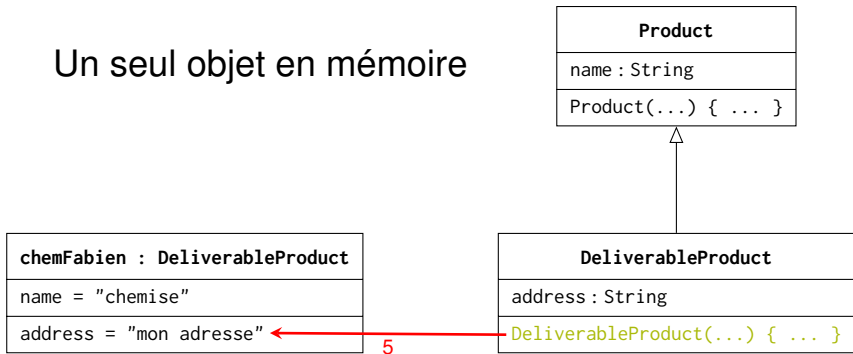 Un seul objet en mémoire
Product
name : String
Product(...) { ... }
chemFabien : DeliverableProduct
name = "chemise"
address = "mon adresse"
5
DeliverableProduct
address : String
DeliverableProduct(...) { ... }